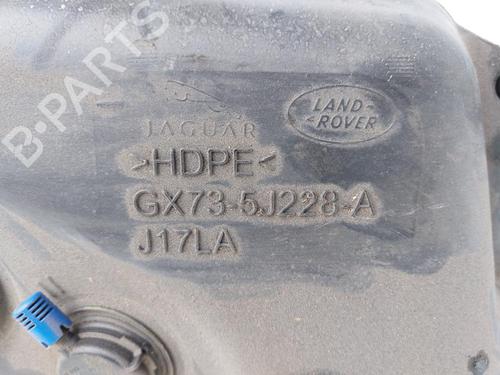 B-PARTS
JAGUAR
LAND-
<ROVER
>HDPE<
GX73-5J228-A
J17LA